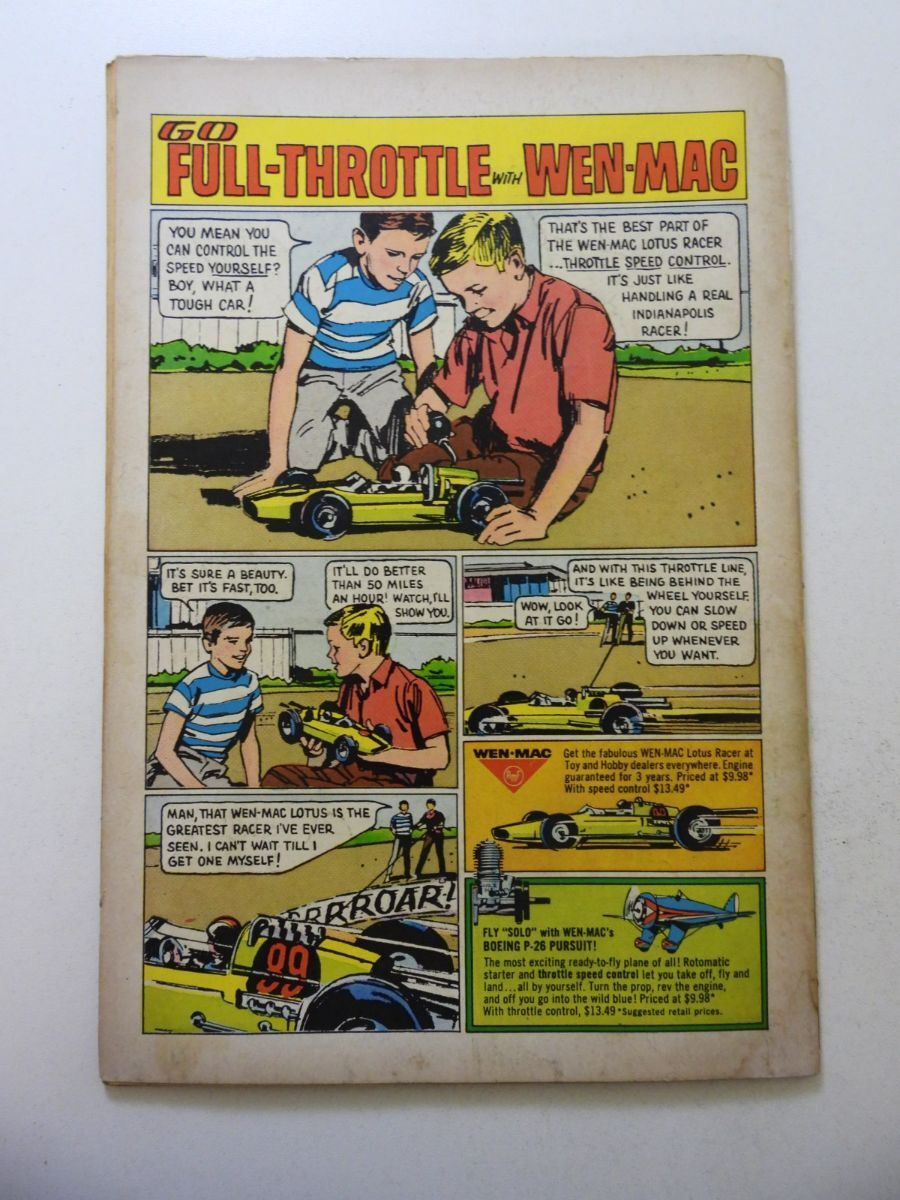 GO
FULL-THROTTLE WITH WEN-MAC
YOU MEAN YOU
CAN CONTROL THE
SPEED YOURSELF?
BOY, WHAT A
TOUGH CAR!
THAT'S THE BEST PART OF
THE WEN-MAC LOTUS RACER
...THROTTLE SPEED CONTROL.
IT'S JUST LIKE
HANDLING A REAL
INDIANAPOLIS
RACER!
IT'S SURE A BEAUTY.
BET IT'S FAST, TOO.
IT'LL DO BETTER
THAN 50 MILES
AN HOUR! WATCH, I'LL
SHOW YOU.
WOW, LOOK
AT IT GO!
AND WITH THIS THROTTLE LINE,
IT'S LIKE BEING BEHIND THE
WHEEL YOURSELF.
YOU CAN SLOW
DOWN OR SPEED
UP WHENEVER
YOU WANT.
MAN, THAT WEN-MAC LOTUS IS THE
GREATEST RACER I'VE EVER
SEEN. I CAN'T WAIT TILL I
GET ONE MYSELF!
RRRROAR!
89
WEN-MAC
Get the fabulous WEN-MAC Lotus Racer at
Toy and Hobby dealers everywhere. Engine
guaranteed for 3 years. Priced at $9.98*
With speed control $13.49*
89
FLY "SOLO" with WEN-MAC's
BOEING P-26 PURSUIT!
The most exciting ready-to-fly plane of all! Rotomatic
starter and throttle speed control let you take off, fly and
land...all by yourself. Turn the prop, rev the engine,
and off you go into the wild blue! Priced at $9.98*
With throttle control, $13.49 *Suggested retail prices.